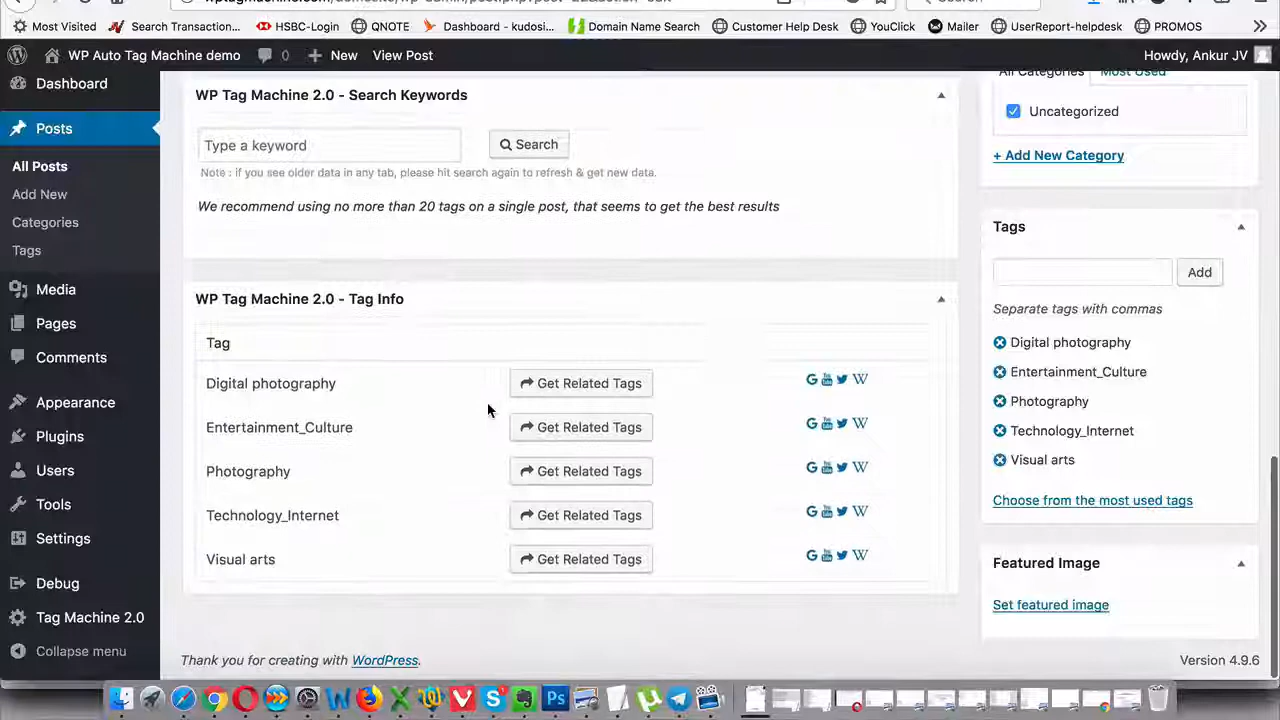 Most Visited Search Transaction... HSBC-Login QNOTE Dashboard - kudosi... Domain Name Search Customer Help Desk YouClick Mailer UserReport-helpdesk PROMOS
WP Auto Tag Machine demo 0 New View Post Howdy, Ankur JV
Dashboard
Posts
All Posts
Add New
Categories
Tags
Media
Pages
Comments
Appearance
Plugins
Users
Tools
Settings
Debug
Tag Machine 2.0
Collapse menu
WP Tag Machine 2.0 - Search Keywords
Type a keyword Search
Note : if you see older data in any tab, please hit search again to refresh & get new data.
We recommend using no more than 20 tags on a single post, that seems to get the best results
WP Tag Machine 2.0 - Tag Info
Tag
Digital photography Get Related Tags
Entertainment_Culture Get Related Tags
Photography Get Related Tags
Technology_Internet Get Related Tags
Visual arts Get Related Tags
All Categories Most Used
Uncategorized
+ Add New Category
Tags
Add
Separate tags with commas
Digital photography
Entertainment_Culture
Photography
Technology_Internet
Visual arts
Choose from the most used tags
Featured Image
Set featured image
Thank you for creating with WordPress. Version 4.9.6